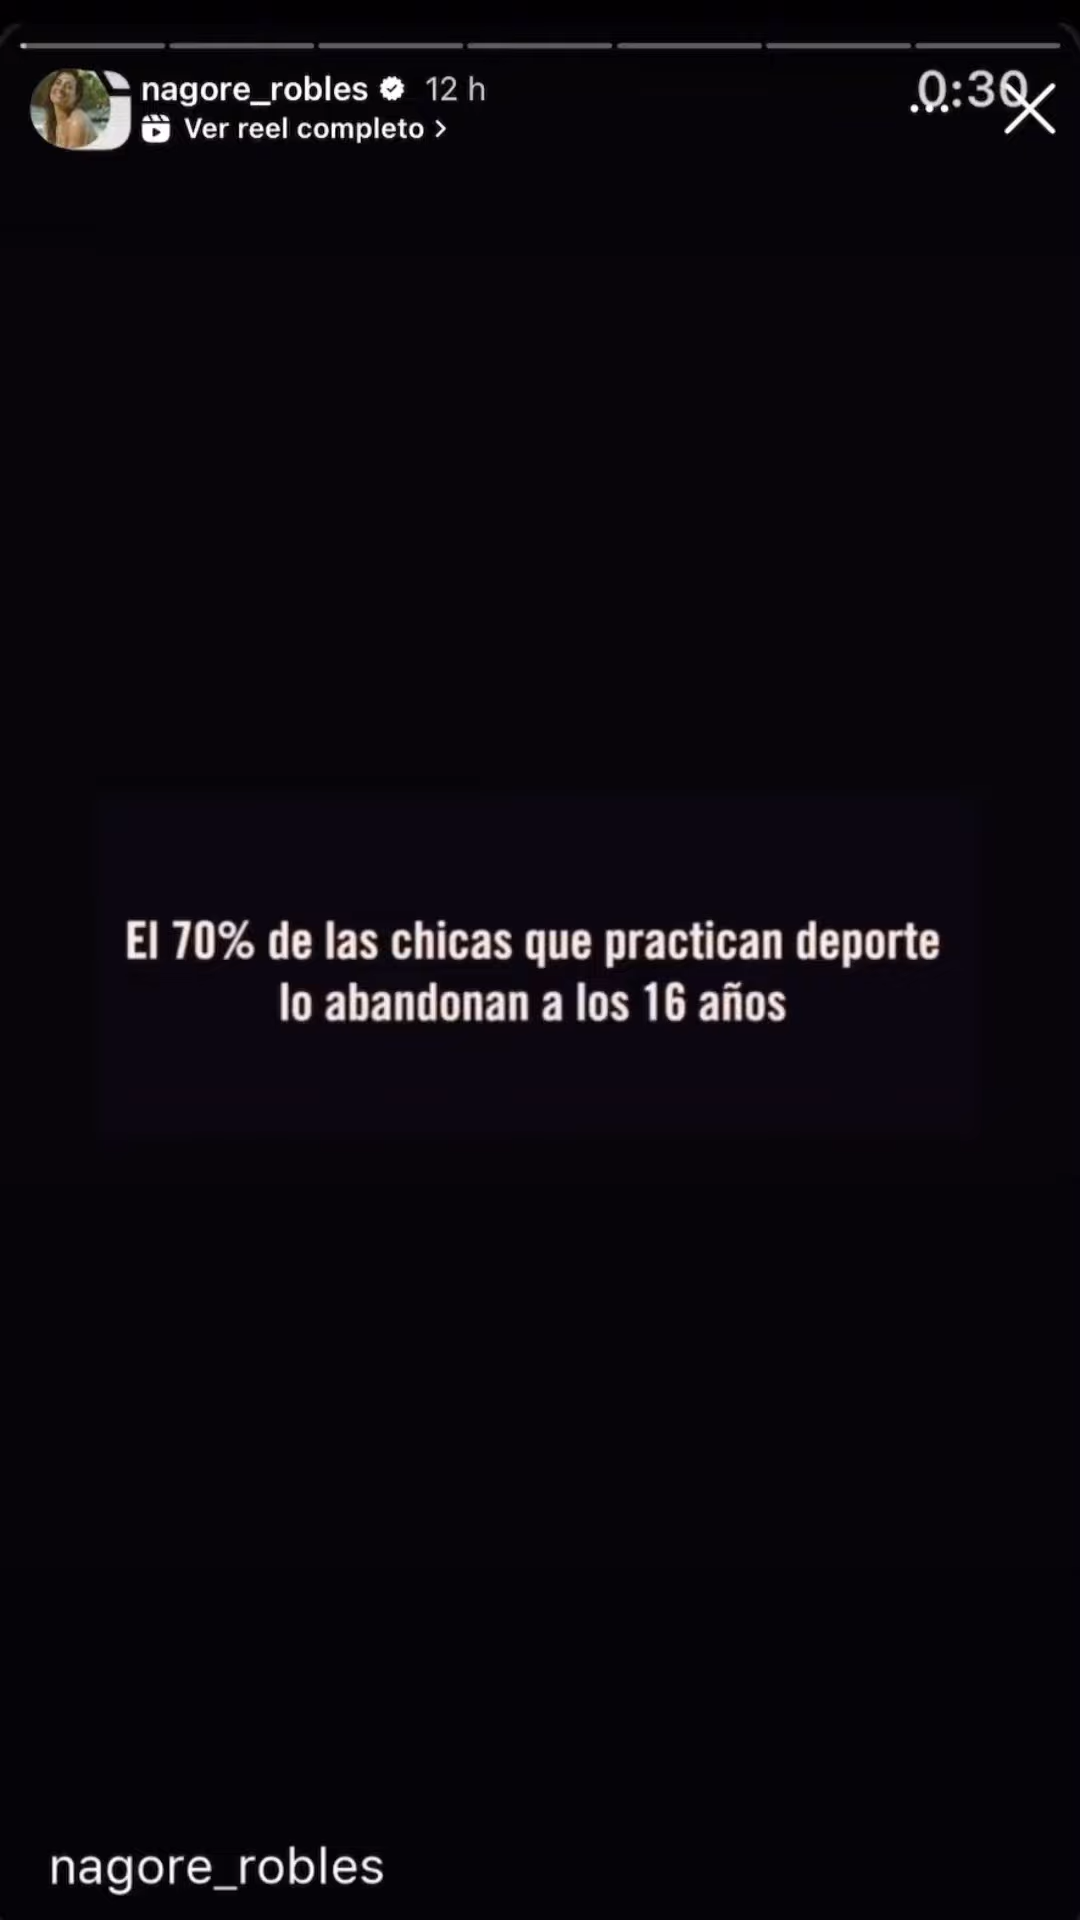 nagore_robles 12 h
0:30
Ver reel completo >
El 70% de las chicas que practican deporte
lo abandonan a los 16 años
nagore_robles